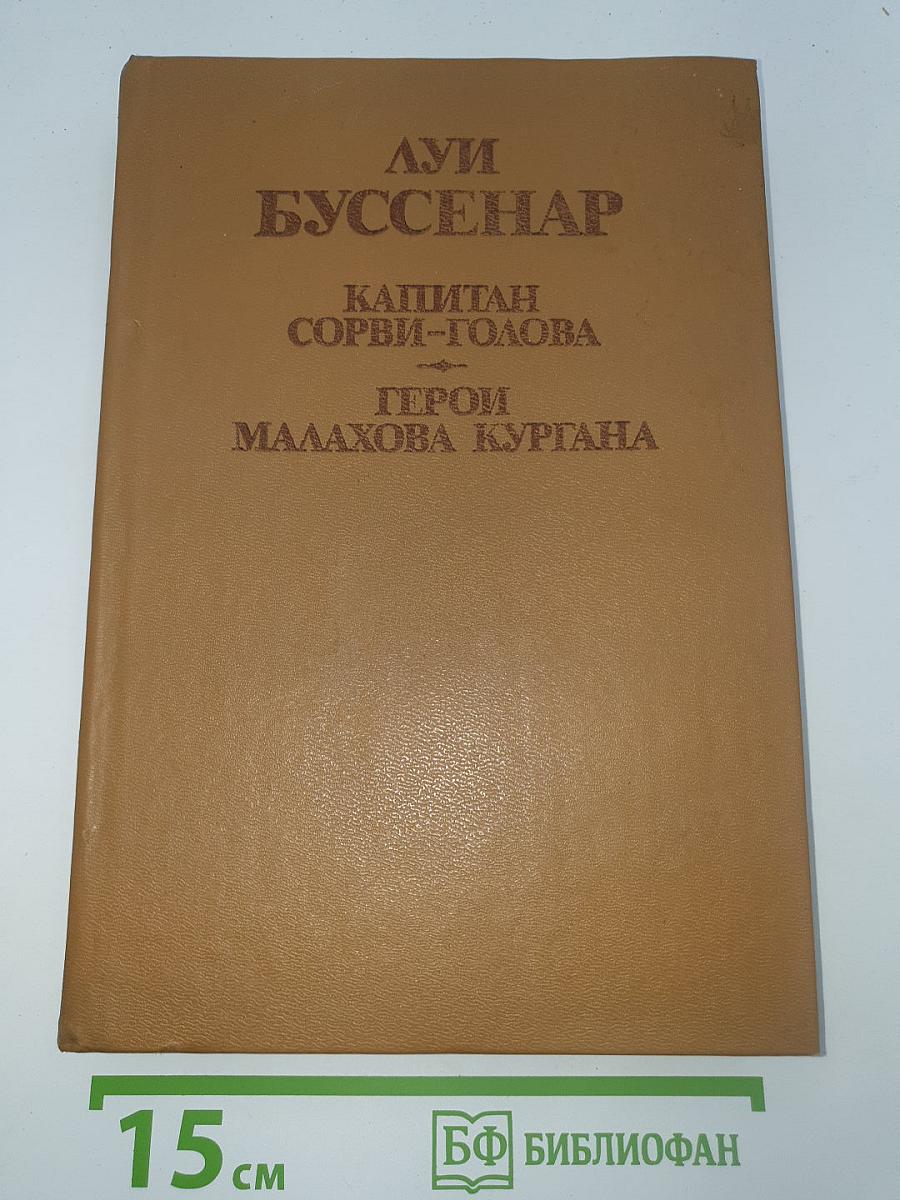 ЛУИ
БУССЕНАР
КАПИТАН
СОРВИ-ГОЛОВА
ГЕРОИ
МАЛАХОВА КУРГАНА
15 см
БФ БИБЛИОФАН